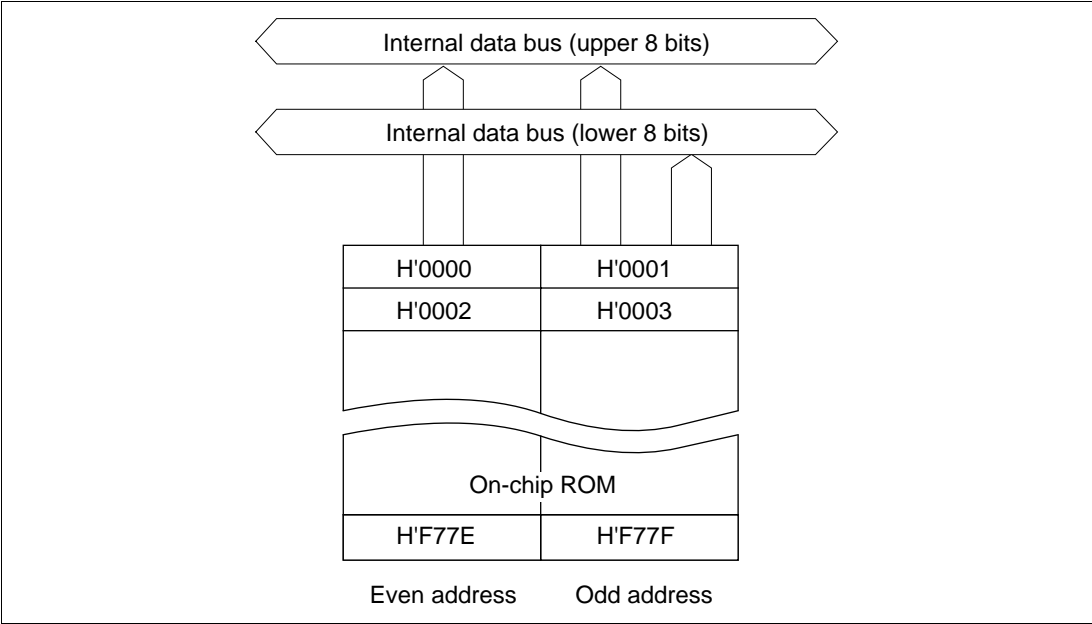 Internal data bus (upper 8 bits)
Internal data bus (lower 8 bits)
H'0000 H'0001
H'0002 H'0003
On-chip ROM
H'F77E H'F77F
Even address Odd address